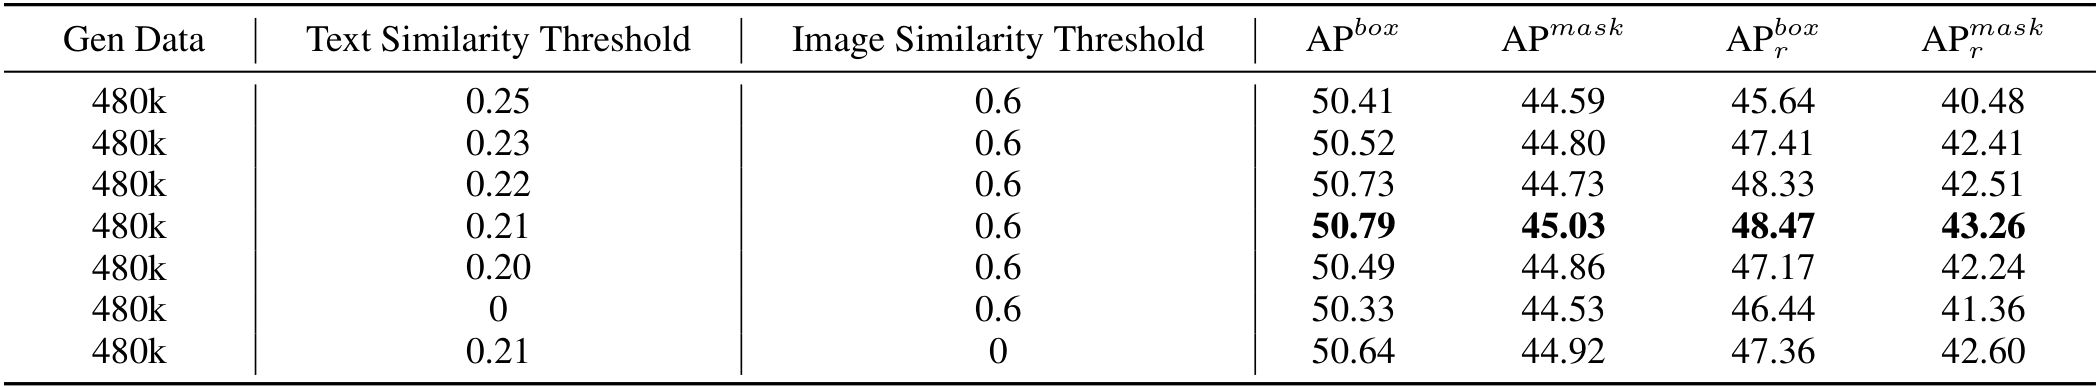 Gen Data Text Similarity Threshold Image Similarity Threshold AP^box AP^mask AP_r^box AP_r^mask
480k 0.25 0.6 50.41 44.59 45.64 40.48
480k 0.23 0.6 50.52 44.80 47.41 42.41
480k 0.22 0.6 50.73 44.73 48.33 42.51
480k 0.21 0.6 50.79 45.03 48.47 43.26
480k 0.20 0.6 50.49 44.86 47.17 42.24
480k 0 0.6 50.33 44.53 46.44 41.36
480k 0.21 0 50.64 44.92 47.36 42.60